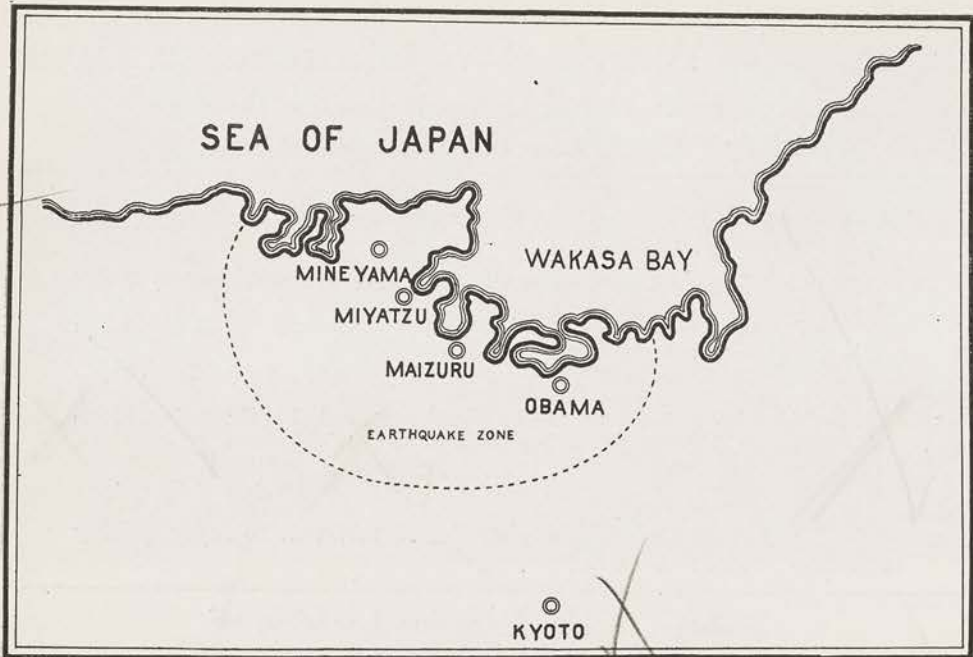 SEA OF JAPAN
WAKASA BAY
MINEYAMA
MIYATZU
MAIZURU
OBAMA
EARTHQUAKE ZONE
KYOTO